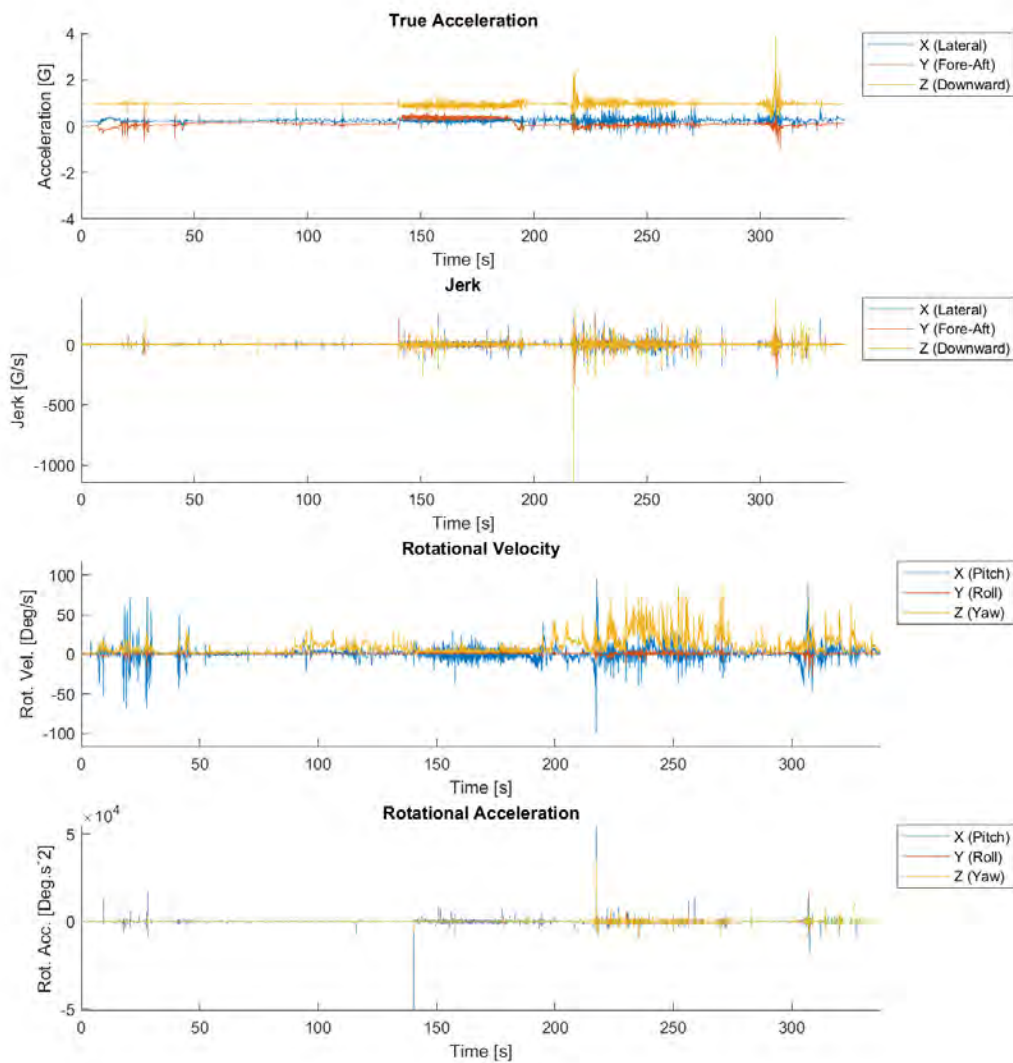 True Acceleration
4
2
0
-2
-4
Acceleration [G]
0 50 100 150 200 250 300
Time [s]
X (Lateral)
Y (Fore-Aft)
Z (Downward)
Jerk
0
-500
-1000
Jerk [G/s]
0 50 100 150 200 250 300
Time [s]
X (Lateral)
Y (Fore-Aft)
Z (Downward)
Rotational Velocity
100
50
0
-50
-100
Rot. Vel. [Deg/s]
0 50 100 150 200 250 300
Time [s]
X (Pitch)
Y (Roll)
Z (Yaw)
Rotational Acceleration
×10^4
5
0
-5
Rot. Acc. [Deg.s^2]
0 50 100 150 200 250 300
Time [s]
X (Pitch)
Y (Roll)
Z (Yaw)